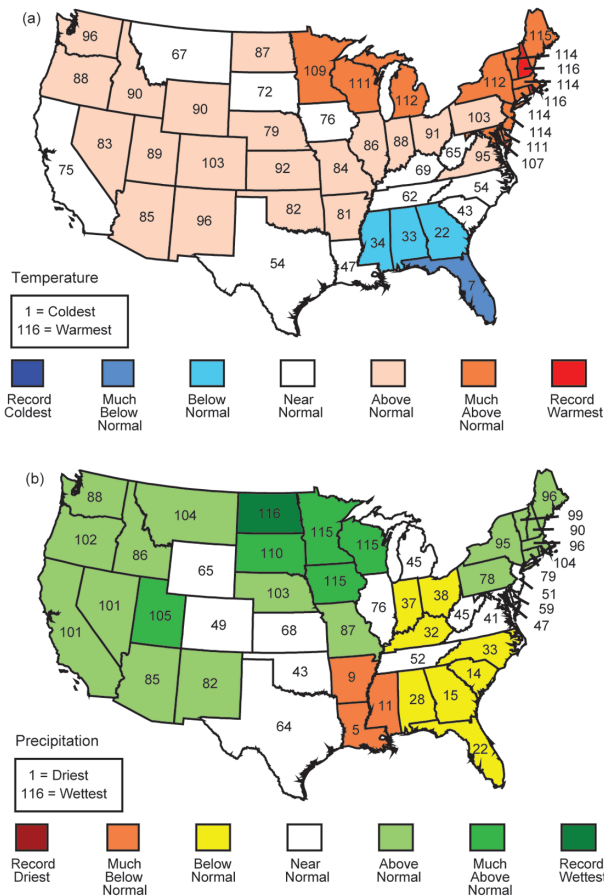 (a)
96
67
87
109
115
114
88
72
111
112
116
90
90
112
114
76
103
116
79
114
83
86
88
91
114
75
89
103
92
84
65
95
111
69
107
62
54
85
96
82
81
43
34
33
22
54
47
7
Temperature
1 = Coldest
116 = Warmest
Record
Coldest
Much
Below
Normal
Below
Normal
Near
Normal
Above
Normal
Much
Above
Normal
Record
Warmest
(b)
88
104
116
115
96
99
102
110
115
90
86
45
95
96
65
104
115
78
79
103
37
38
51
101
76
59
101
105
49
68
87
45
41
47
32
33
52
85
82
43
9
14
11
28
15
64
5
22
Precipitation
1 = Driest
116 = Wettest
Record
Driest
Much
Below
Normal
Below
Normal
Near
Normal
Above
Normal
Much
Above
Normal
Record
Wettest